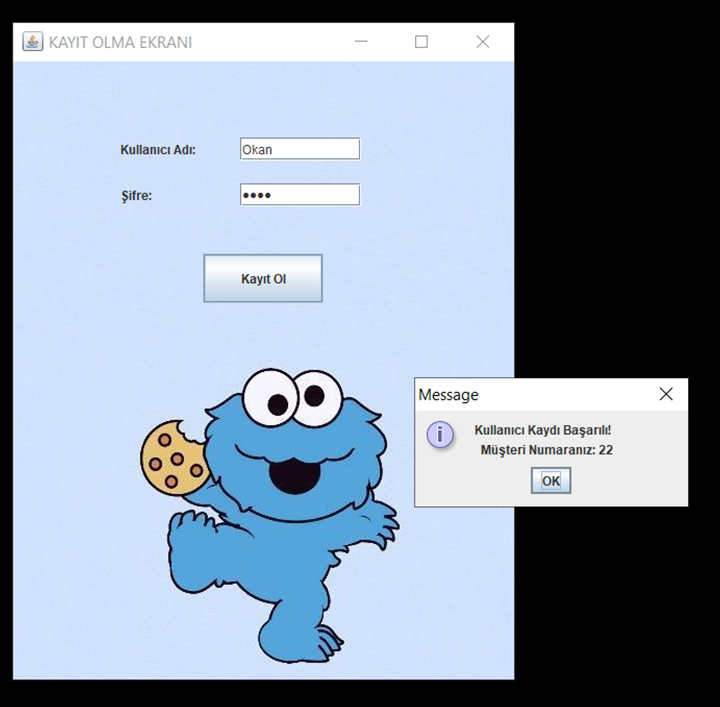 KAYIT OLMA EKRANI
Kullanıcı Adı:
Okan
Şifre:
••••
Kayıt Ol
Message
Kullanıcı Kaydı Başarılı!
Müşteri Numaranız: 22
OK